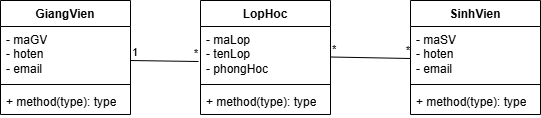 GiangVien
- maGV
- hoten
- email
+ method(type): type
1
*
LopHoc
- maLop
- tenLop
- phongHoc
+ method(type): type
*
*
SinhVien
- maSV
- hoten
- email
+ method(type): type